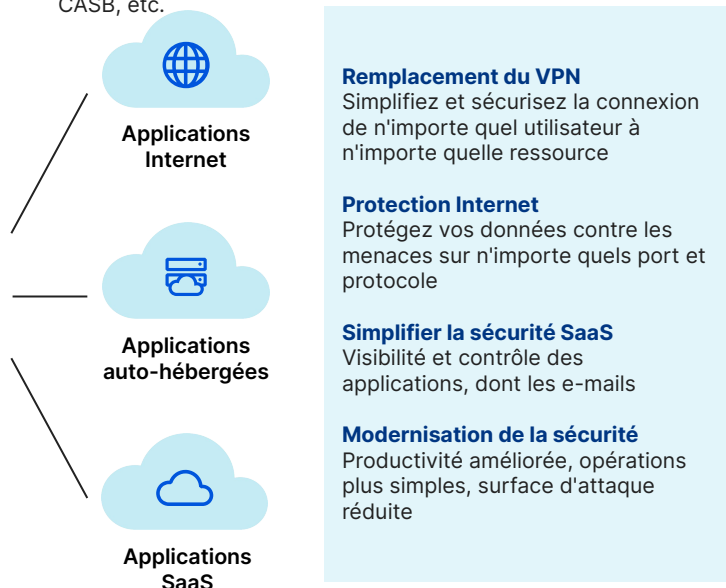 CASB, etc.
Applications
Internet
Applications
auto-hébergées
Applications
SaaS
Remplacement du VPN
Simplifiez et sécurisez la connexion
de n'importe quel utilisateur à
n'importe quelle ressource
Protection Internet
Protégez vos données contre les
menaces sur n'importe quels port et
protocole
Simplifier la sécurité SaaS
Visibilité et contrôle des
applications, dont les e-mails
Modernisation de la sécurité
Productivité améliorée, opérations
plus simples, surface d'attaque
réduite